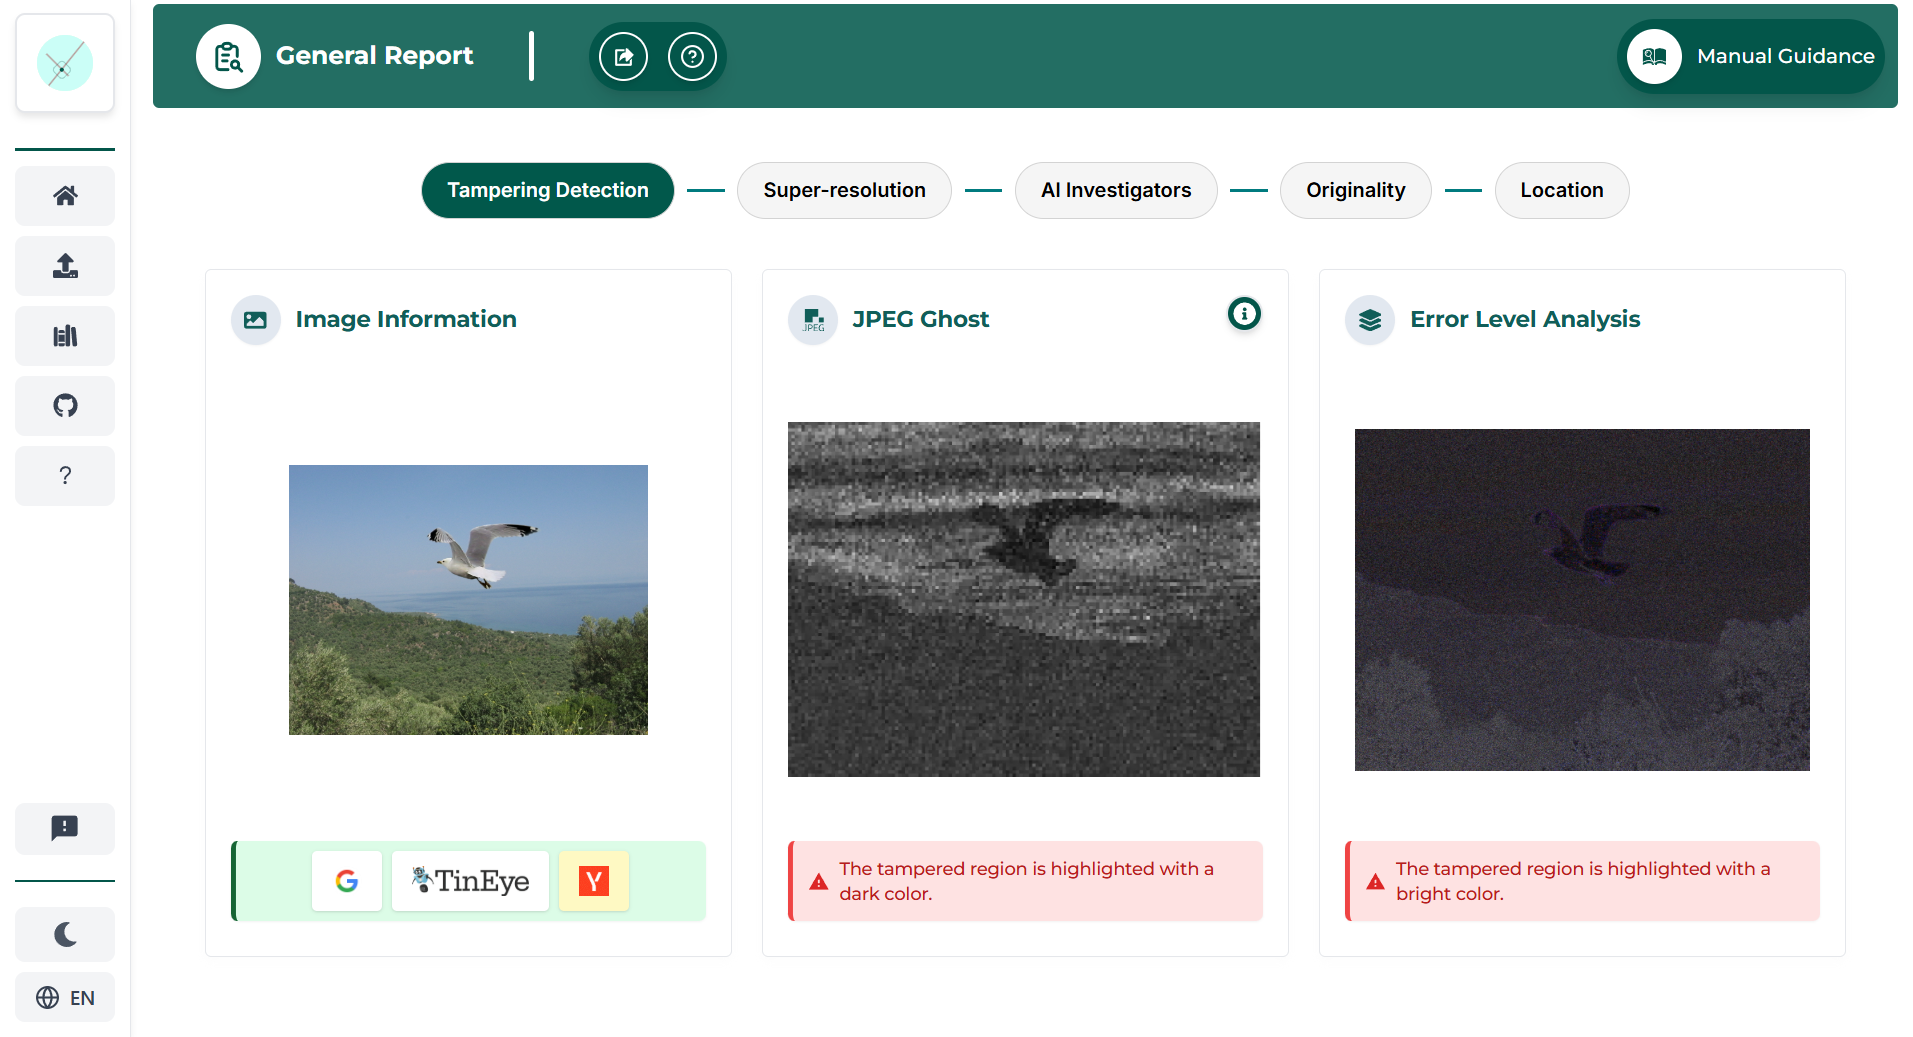 General Report
Manual Guidance
Tampering Detection
Super-resolution
AI Investigators
Originality
Location
Image Information
.JPEG
JPEG Ghost
Error Level Analysis
?
TinEye
The tampered region is highlighted with a
dark color.
The tampered region is highlighted with a
bright color.
EN